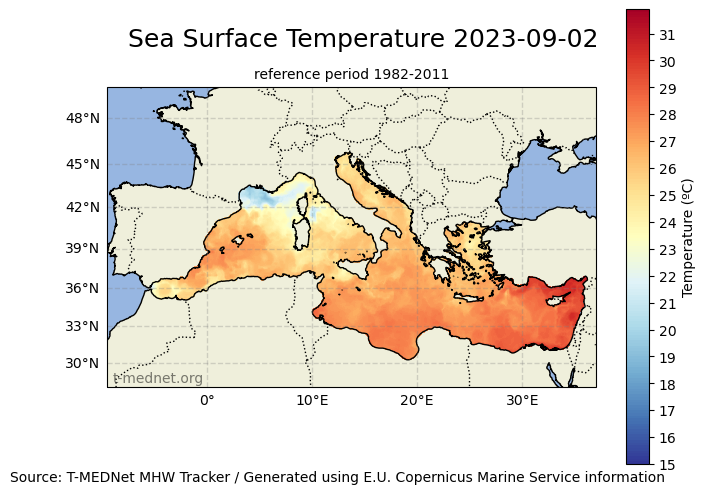 Sea Surface Temperature 2023-09-02
reference period 1982-2011
48°N
45°N
42°N
39°N
36°N
33°N
30°N
t-mednet.org
0°
10°E
20°E
30°E
31
30
29
28
27
26
25
24
23
22
21
20
19
18
17
16
15
Temperature (ºC)
Source: T-MEDNet MHW Tracker / Generated using E.U. Copernicus Marine Service information